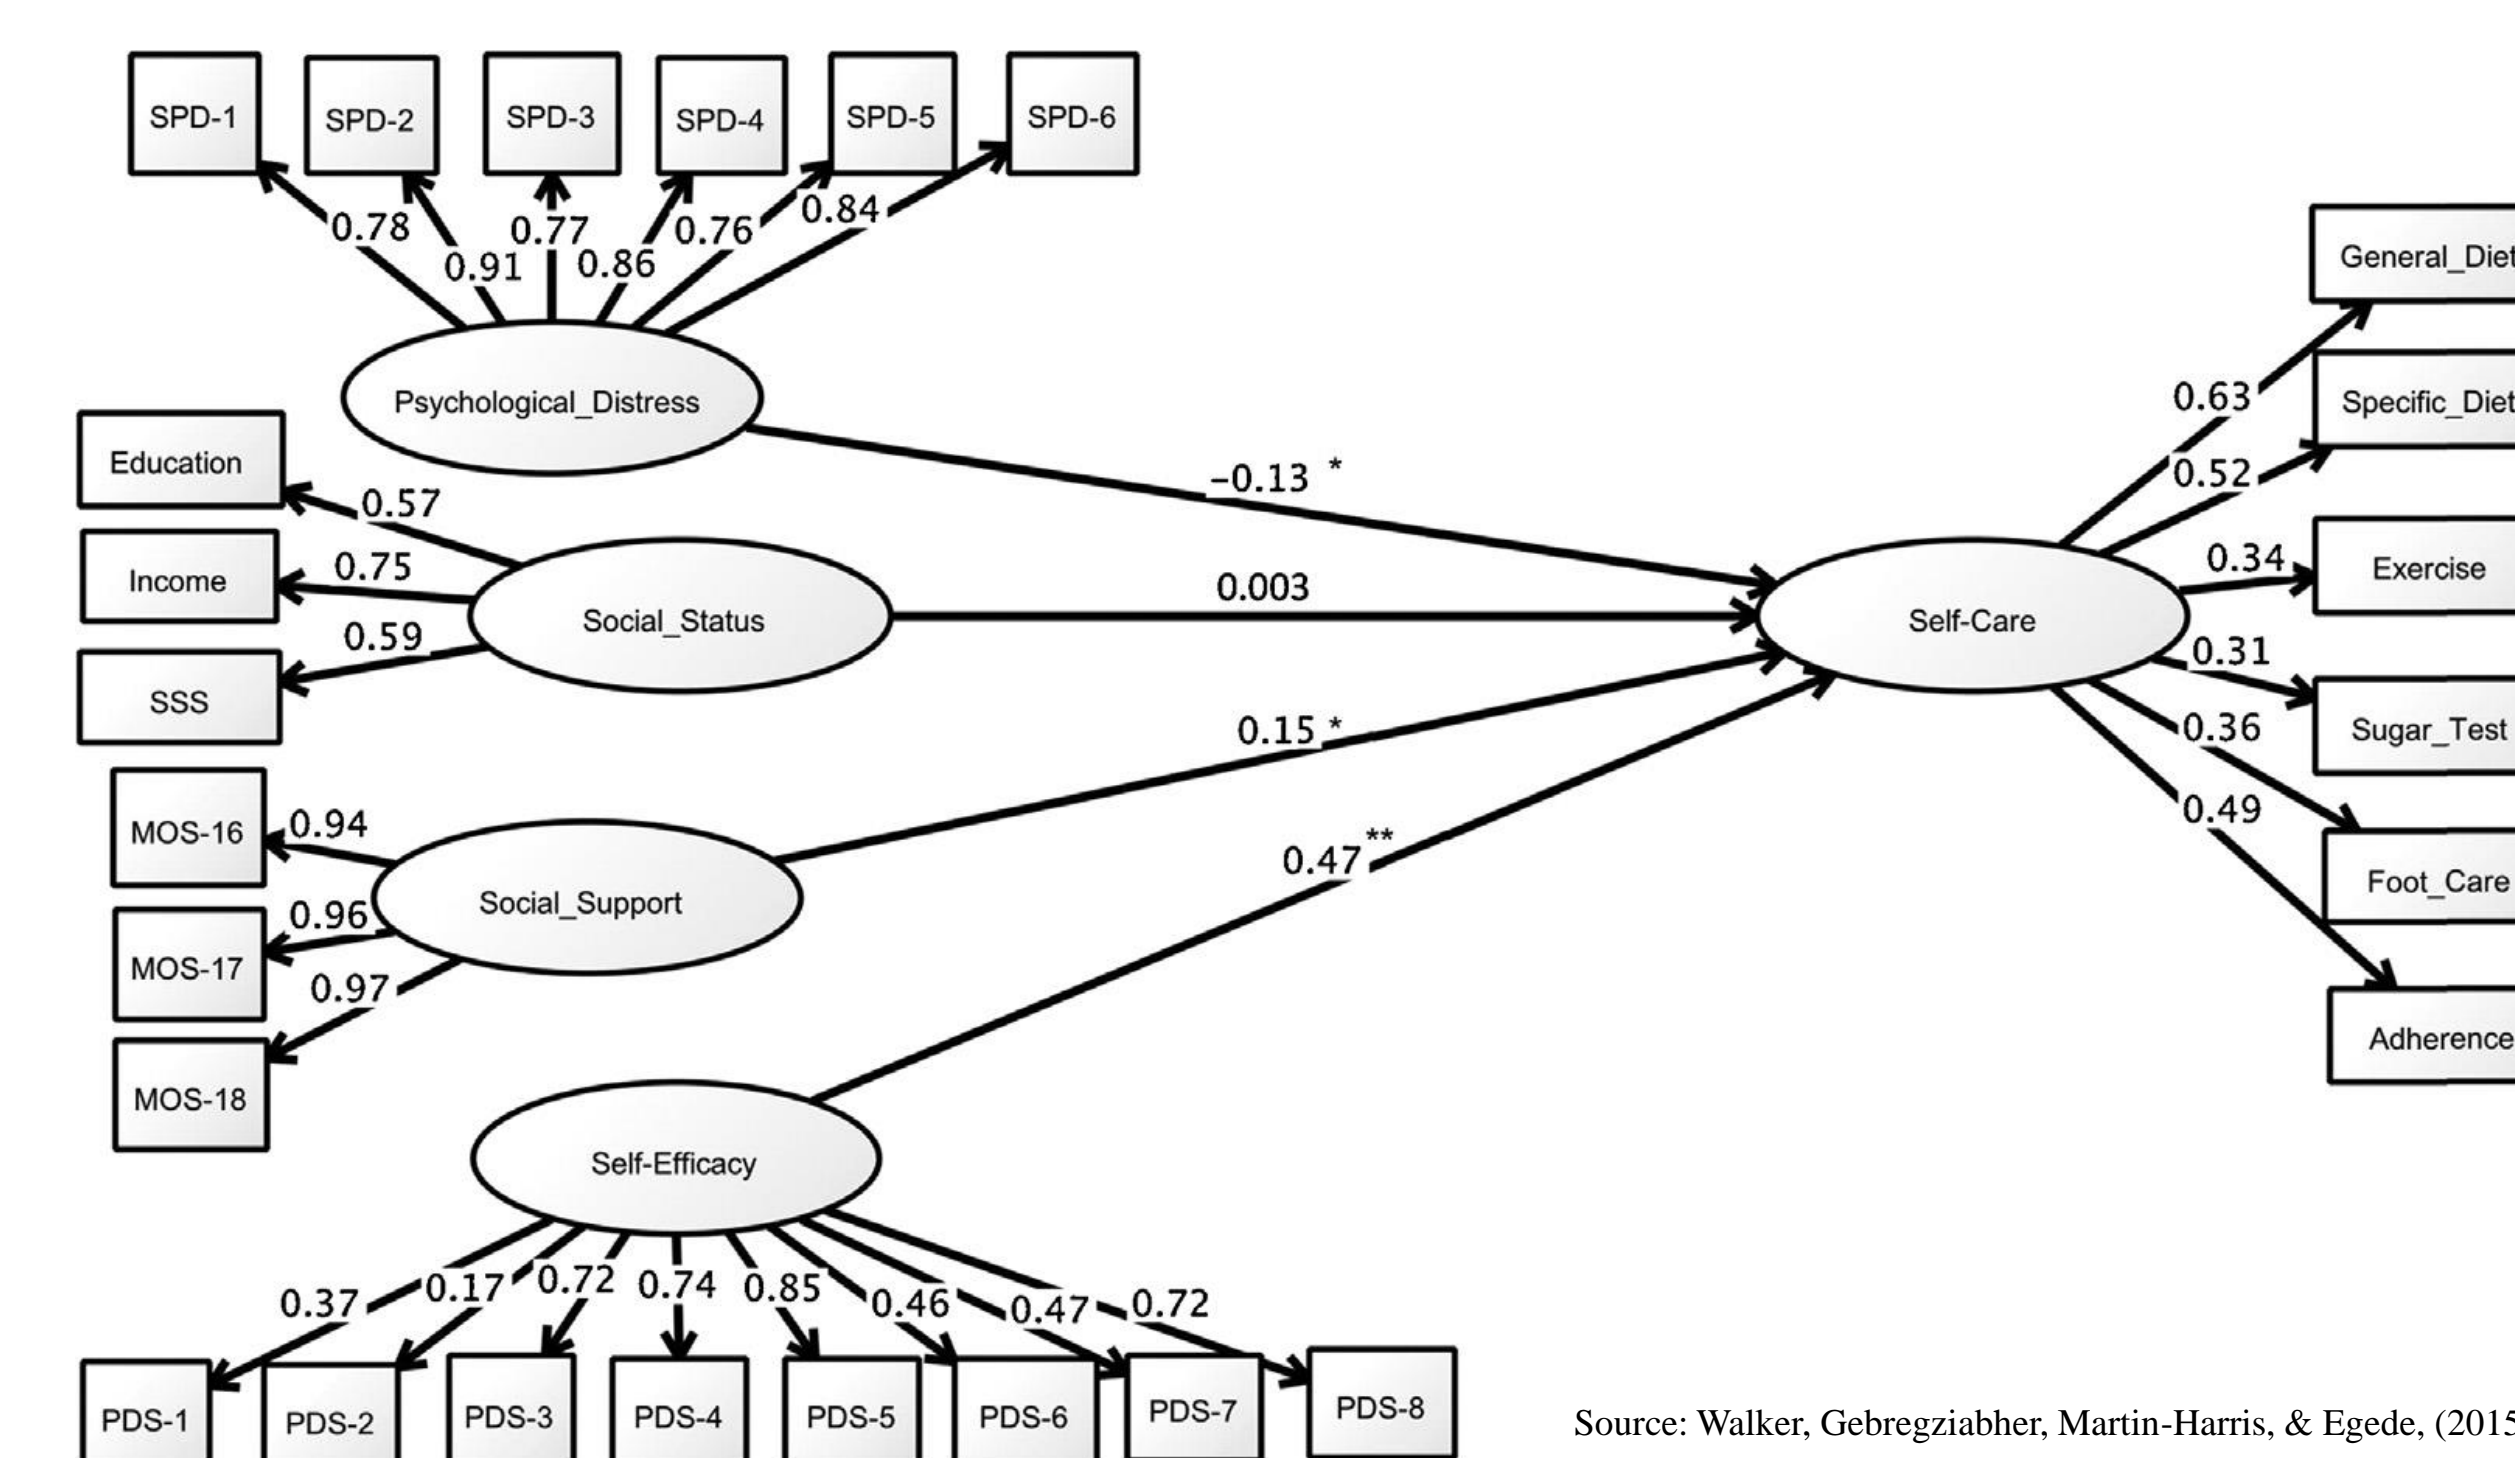 SPD-1 SPD-2 SPD-3 SPD-4 SPD-5 SPD-6
0.78 0.91 0.77 0.86 0.76 0.84
Psychological_Distress
Education
Income
SSS
0.57
0.75
0.59
Social_Status
MOS-16
MOS-17
MOS-18
0.94
0.96
0.97
Social_Support
Self-Efficacy
0.37 0.17 0.72 0.74 0.85 0.46 0.47 0.72
PDS-1 PDS-2 PDS-3 PDS-4 PDS-5 PDS-6 PDS-7 PDS-8
-0.13 *
0.003
0.15 *
0.47 **
Self-Care
0.63
0.52
0.34
0.31
0.36
0.49
General_Diet
Specific_Diet
Exercise
Sugar_Test
Foot_Care
Adherence
Source: Walker, Gebregziabher, Martin-Harris, & Egede, (2015